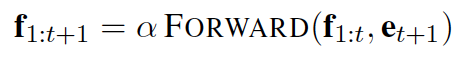 f₁:t+1 = α FORWARD(f₁:t, eₜ₊₁)